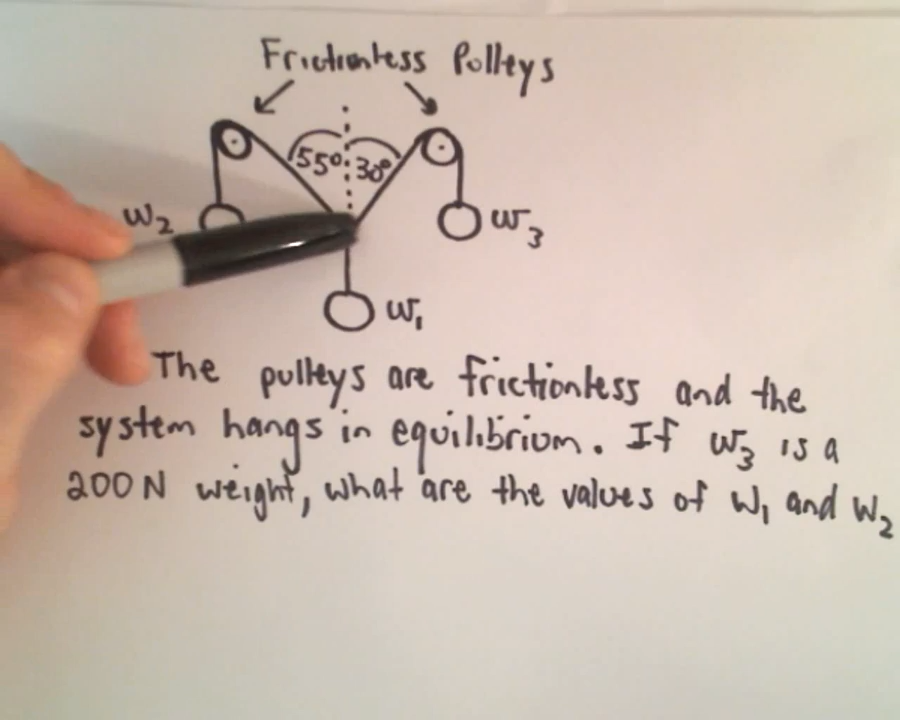 Frictionless Pulleys
55° 30°
W₂ W₃
W₁
The pulleys are frictionless and the
system hangs in equilibrium. If W₃ is a
200 N weight, what are the values of W₁ and W₂